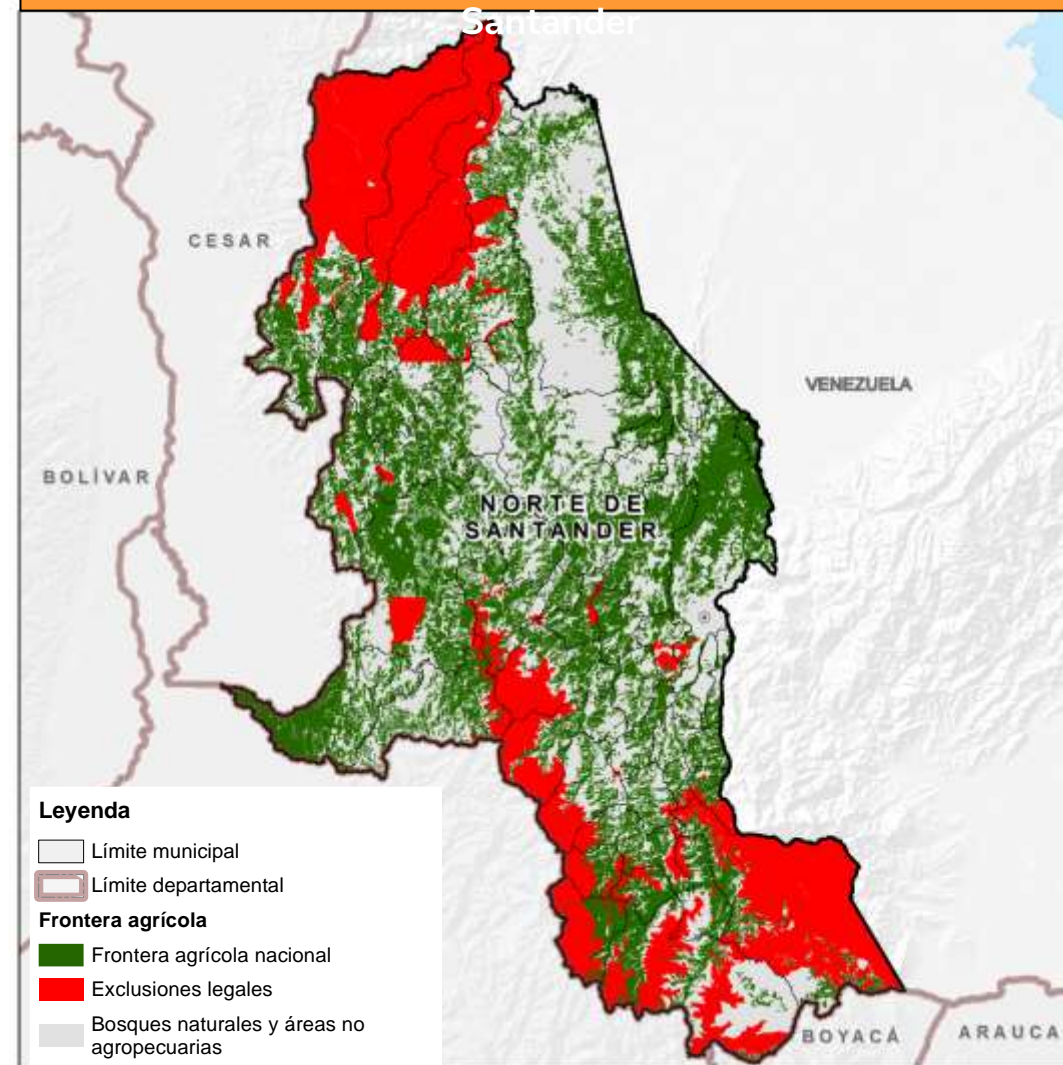 Santander
CESAR
VENEZUELA
BOLÍVAR
NORTE DE
SANTANDER
Leyenda
Límite municipal
Límite departamental
Frontera agrícola
Frontera agrícola nacional
Exclusiones legales
Bosques naturales y áreas no
agropecuarias
BOYACÁ
ARAUCA